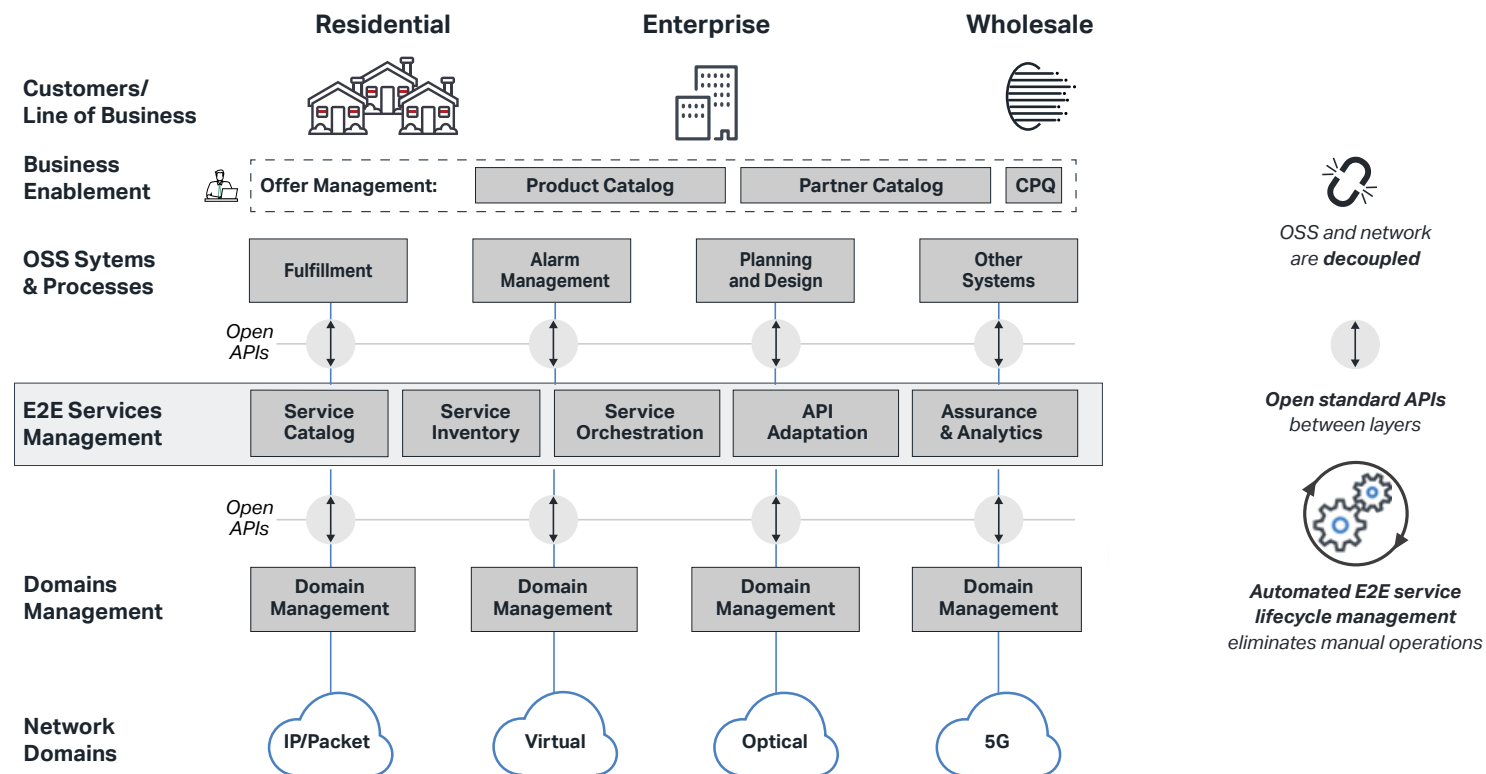 Residential
Enterprise
Wholesale
Customers/
Line of Business
Business
Enablement
Offer Management:
Product Catalog
Partner Catalog
CPQ
OSS and network
are decoupled
OSS Sytems
& Processes
Fulfillment
Alarm
Management
Planning
and Design
Other
Systems
Open
APIs
Open standard APIs
between layers
E2E Services
Management
Service
Catalog
Service
Inventory
Service
Orchestration
API
Adaptation
Assurance
& Analytics
Open
APIs
Automated E2E service
lifecycle management
eliminates manual operations
Domains
Management
Domain
Management
Domain
Management
Domain
Management
Domain
Management
Network
Domains
IP/Packet
Virtual
Optical
5G